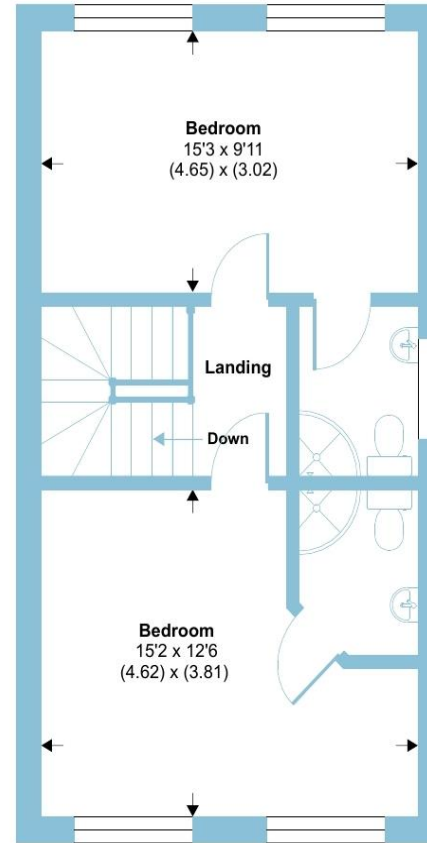 Bedroom
15'3 x 9'11
(4.65) x (3.02)
Landing
Down
Bedroom
15'2 x 12'6
(4.62) x (3.81)